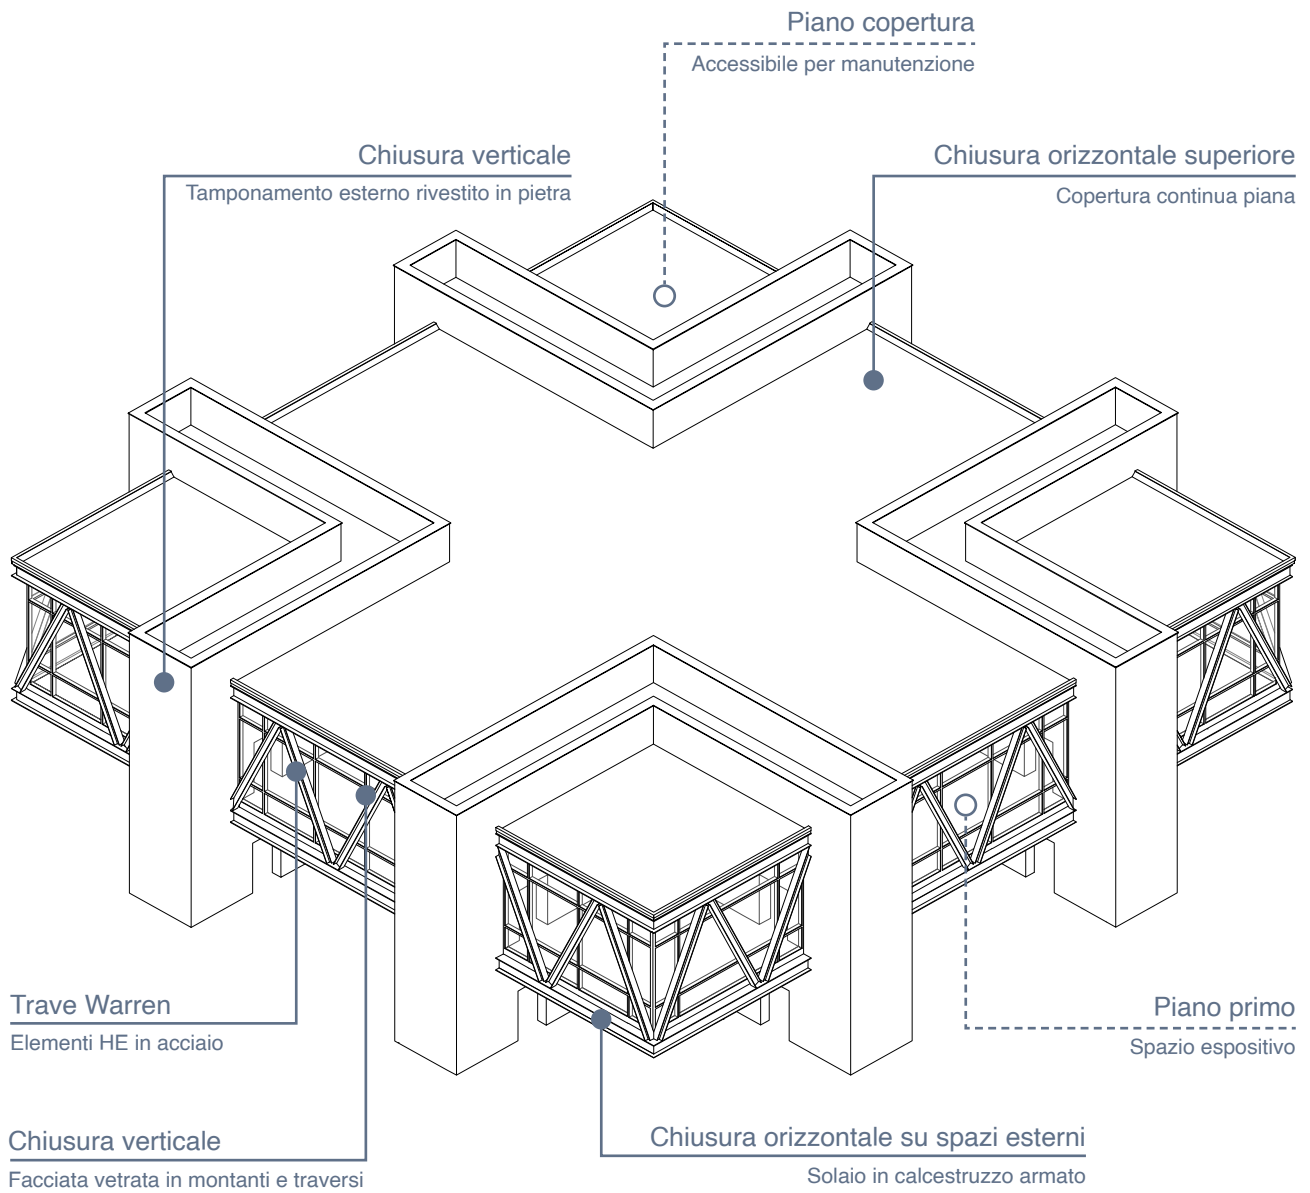 Piano copertura
Accessibile per manutenzione
Chiusura verticale
Tamponamento esterno rivestito in pietra
Chiusura orizzontale superiore
Copertura continua piana
Trave Warren
Elementi HE in acciaio
Piano primo
Spazio espositivo
Chiusura verticale
Facciata vetrata in montanti e traversi
Chiusura orizzontale su spazi esterni
Solaio in calcestruzzo armato